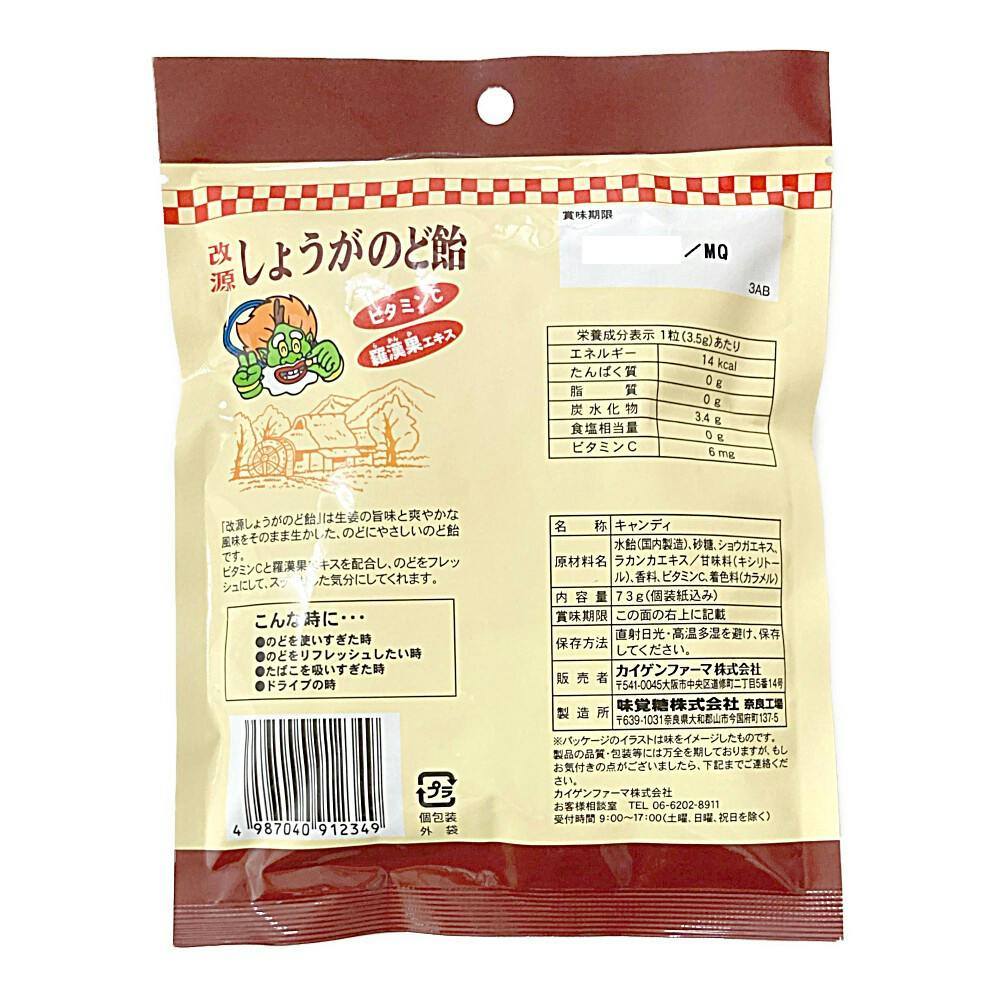 改源
しょうがのど飴
ビタミンC
らかんか
羅漢果エキス
賞味期限
/MQ
3AB
栄養成分表示 1粒(3.5g)あたり
エネルギー 14 kcal
たんぱく質 0 g
脂質 0 g
炭水化物 3.4 g
食塩相当量 0 g
ビタミンC 6 mg
『改源しょうがのど飴』は生姜の旨味と爽やかな
風味をそのまま生かした、のどにやさしいのど飴
です。
ビタミンCと羅漢果エキスを配合し、のどをフレッ
シュにして、スッキリした気分にしてくれます。
こんな時に・・・
●のどを使いすぎた時
●のどをリフレッシュしたい時
●たばこを吸いすぎた時
●ドライブの時
名称 キャンディ
原材料名 水飴(国内製造)、砂糖、ショウガエキス、
ラカンカエキス/甘味料(キシリトー
ル)、香料、ビタミンC、着色料(カラメル)
内容量 73g(個装紙込み)
賞味期限 この面の右上に記載
保存方法 直射日光・高温多湿を避け、保存
してください。
販売者 カイゲンファーマ株式会社
〒541-0045大阪市中央区道修町二丁目5番14号
製造所 味覚糖株式会社 奈良工場
〒639-1031奈良県大和郡山市今国府町137-5
※パッケージのイラストは味をイメージしたものです。
製品の品質・包装等には万全を期しておりますが、もし
お気付きの点がございましたら、下記までご連絡くだ
さい。
カイゲンファーマ株式会社
お客様相談室 TEL 06-6202-8911
受付時間 9:00〜17:00(土曜、日曜、祝日を除く)
プラ
個包装
外袋
4 987040 912349